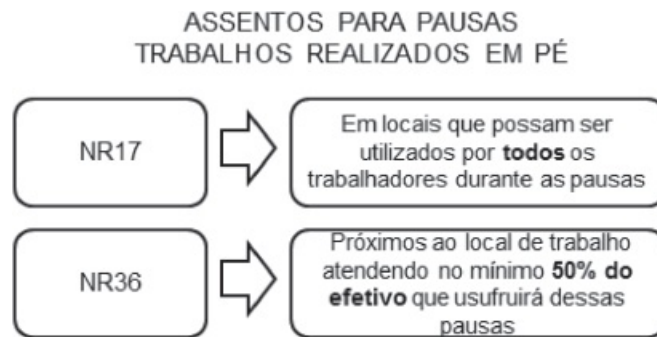 ASSENTOS PARA PAUSAS
TRABALHOS REALIZADOS EM PÉ
NR17
Em locais que possam ser
utilizados por todos os
trabalhadores durante as pausas
NR36
Próximos ao local de trabalho
atendendo no mínimo 50% do
efetivo que usufruirá dessas
pausas